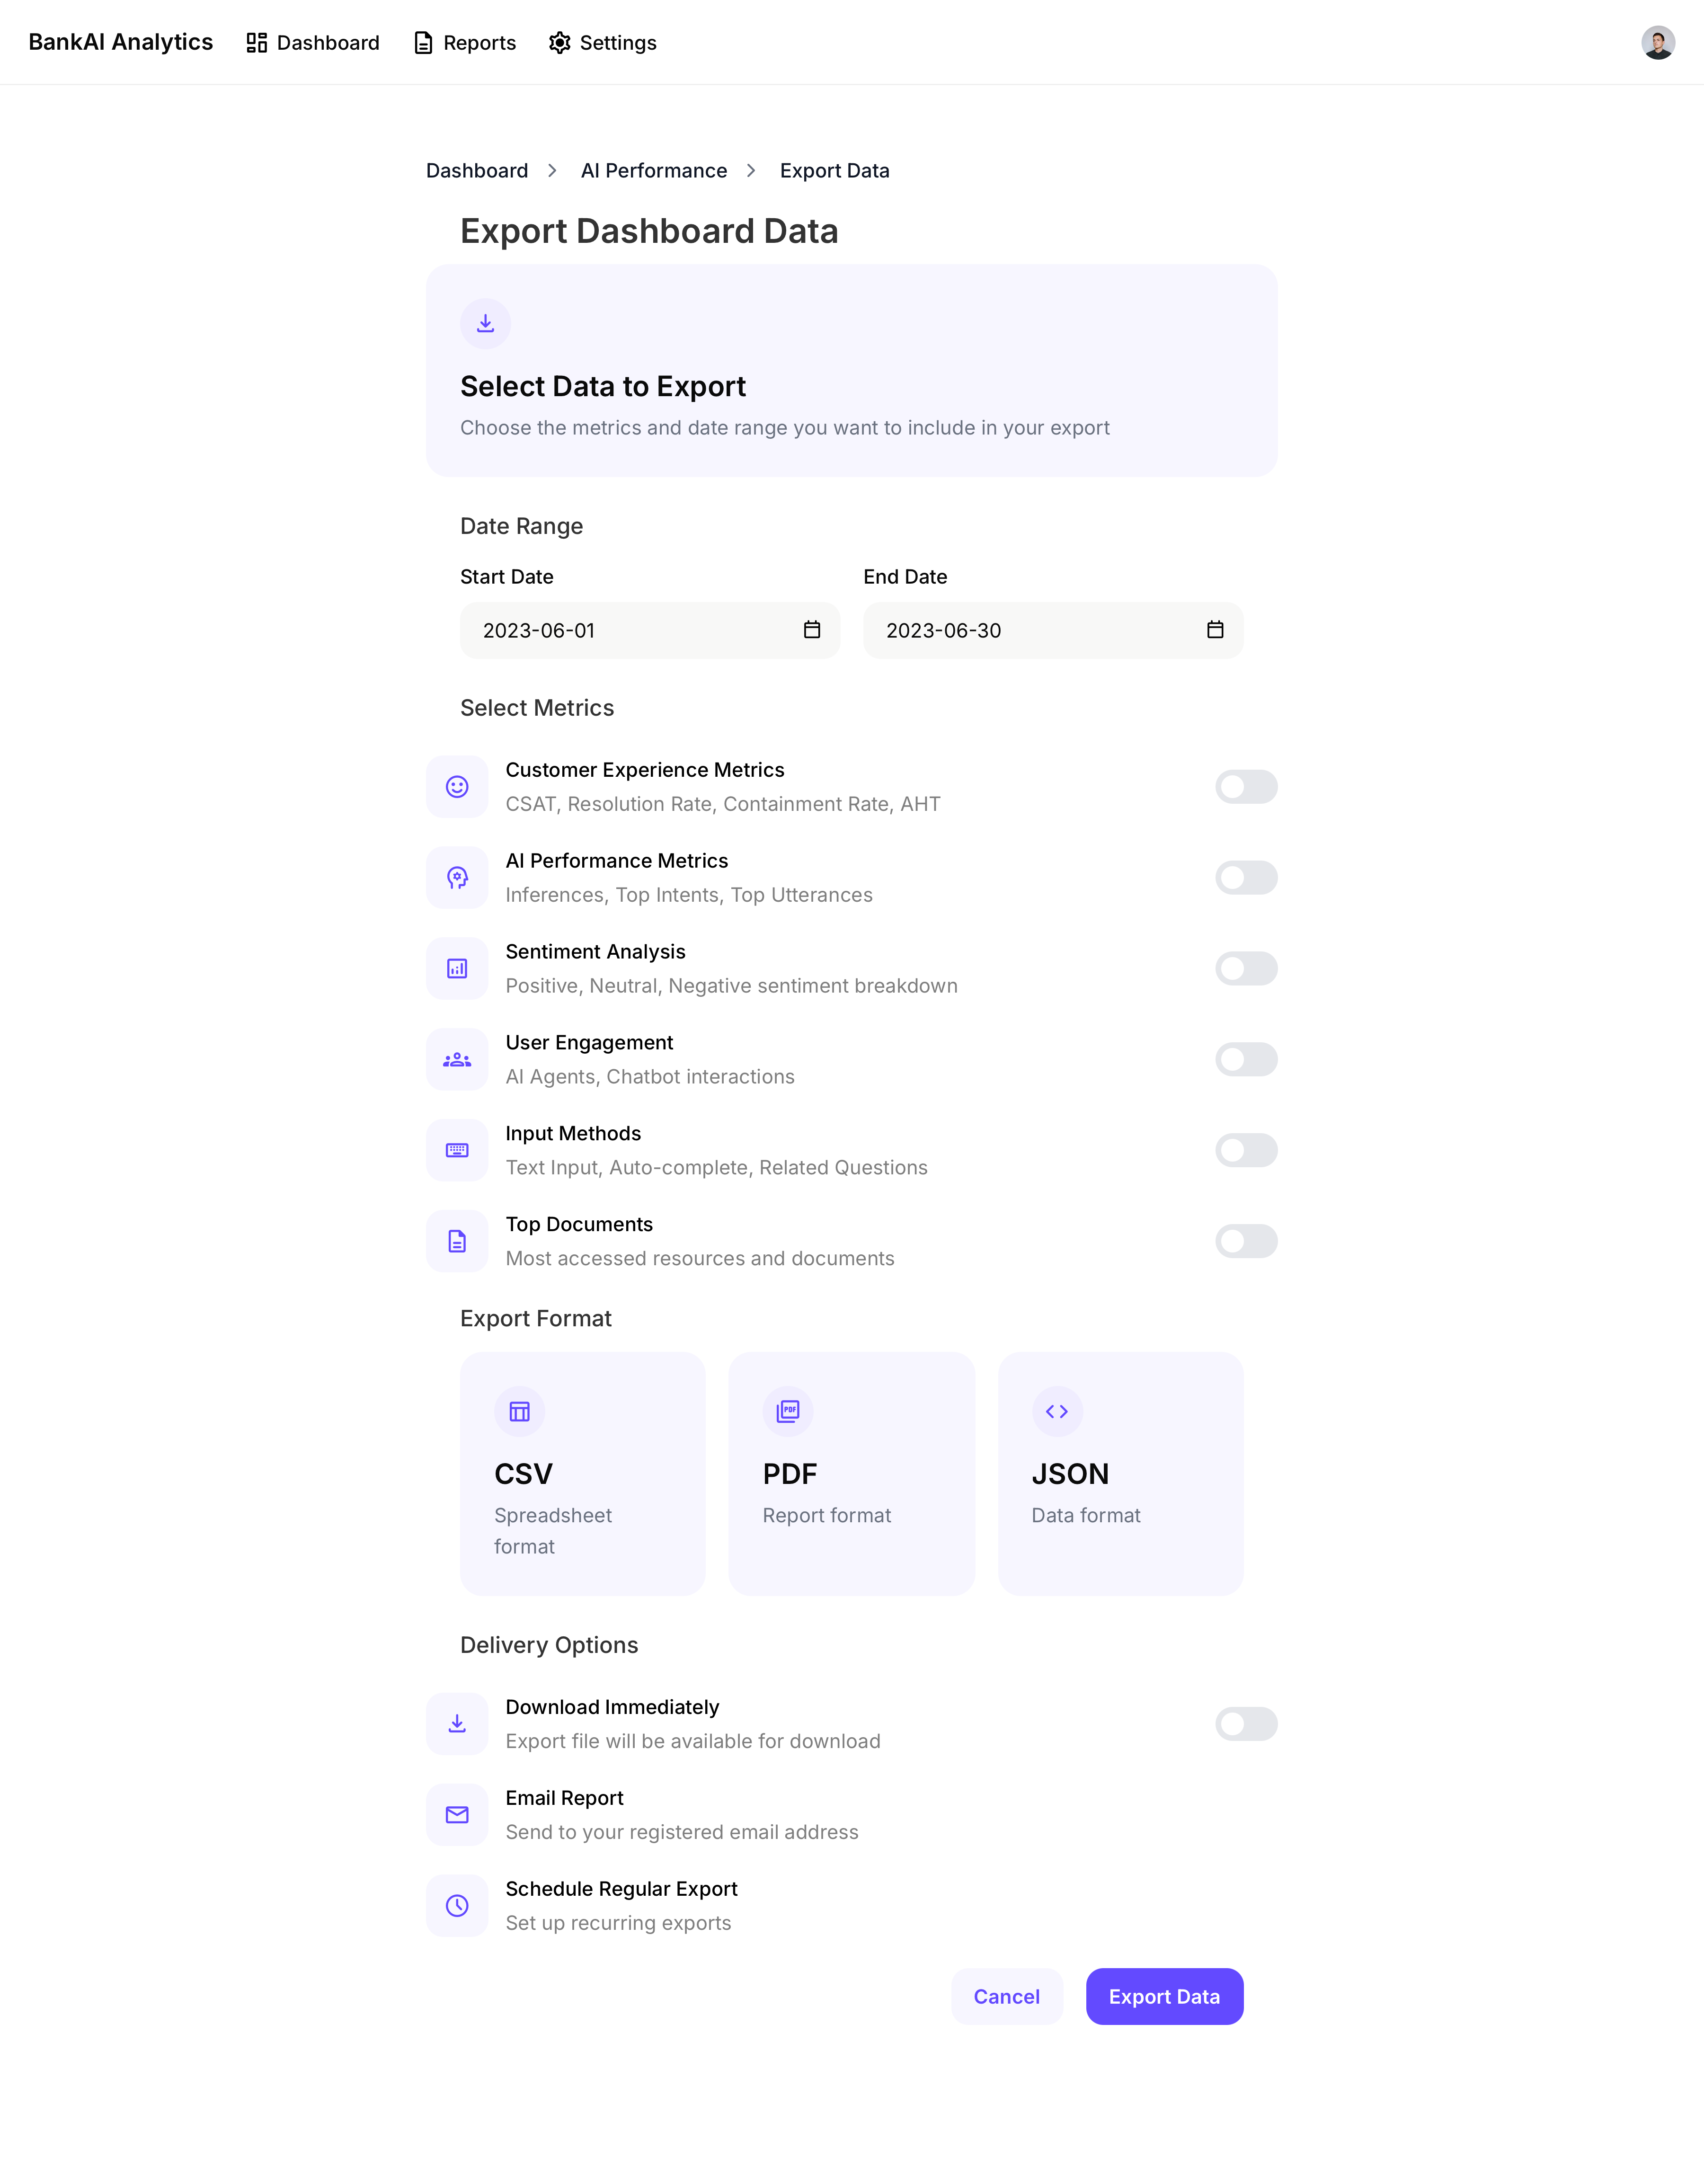 BankAI Analytics
Dashboard
Reports
Settings
Dashboard
AI Performance
Export Data
Export Dashboard Data
Select Data to Export
Choose the metrics and date range you want to include in your export
Date Range
Start Date
End Date
2023-06-01
2023-06-30
Select Metrics
Customer Experience Metrics
CSAT, Resolution Rate, Containment Rate, AHT
AI Performance Metrics
Inferences, Top Intents, Top Utterances
Sentiment Analysis
Positive, Neutral, Negative sentiment breakdown
User Engagement
AI Agents, Chatbot interactions
Input Methods
Text Input, Auto-complete, Related Questions
Top Documents
Most accessed resources and documents
Export Format
CSV
Spreadsheet
format
PDF
PDF
Report format
JSON
Data format
Delivery Options
Download Immediately
Export file will be available for download
Email Report
Send to your registered email address
Schedule Regular Export
Set up recurring exports
Cancel
Export Data